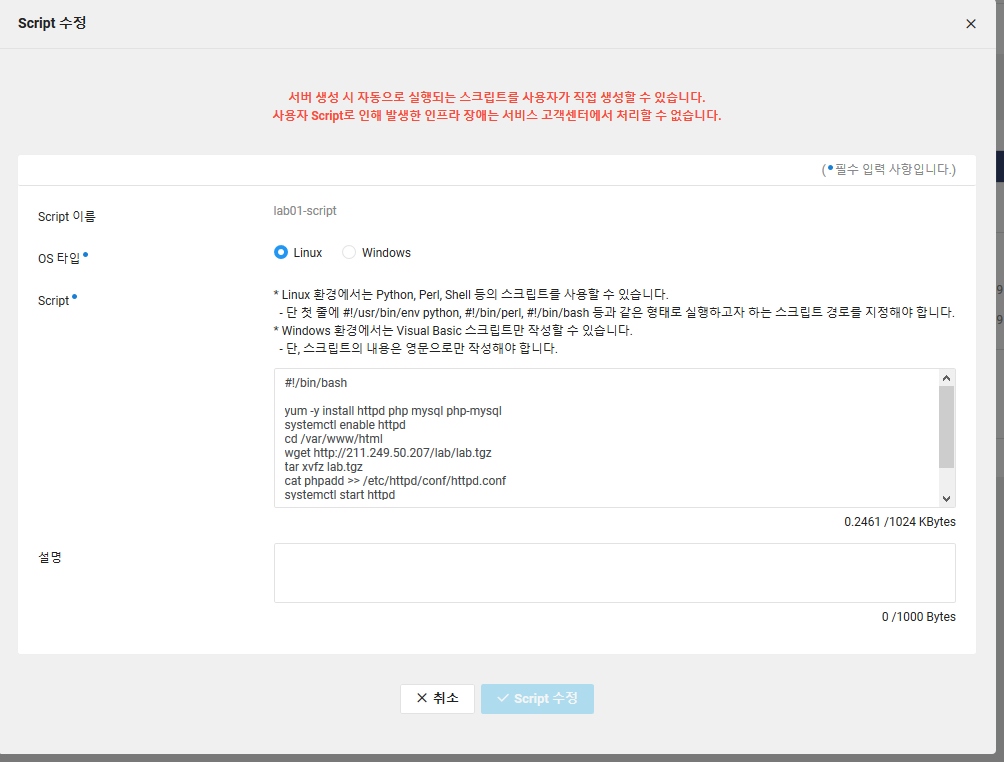 Script 수정
서버 생성 시 자동으로 실행되는 스크립트를 사용자가 직접 생성할 수 있습니다.
사용자 Script로 인해 발생한 인프라 장애는 서비스 고객센터에서 처리할 수 없습니다.
(•필수 입력 사항입니다.)
Script 이름
lab01-script
OS 타입•
Linux
Windows
Script•
* Linux 환경에서는 Python, Perl, Shell 등의 스크립트를 사용할 수 있습니다.
- 단 첫 줄에 #!/usr/bin/env python, #!/bin/perl, #!/bin/bash 등과 같은 형태로 실행하고자 하는 스크립트 경로를 지정해야 합니다.
* Windows 환경에서는 Visual Basic 스크립트만 작성할 수 있습니다.
- 단, 스크립트의 내용은 영문으로만 작성해야 합니다.
#!/bin/bash
yum -y install httpd php mysql php-mysql
systemctl enable httpd
cd /var/www/html
wget http://211.249.50.207/lab/lab.tgz
tar xvfz lab.tgz
cat phpadd >> /etc/httpd/conf/httpd.conf
systemctl start httpd
0.2461 /1024 KBytes
설명
0 /1000 Bytes
취소
Script 수정
9
9